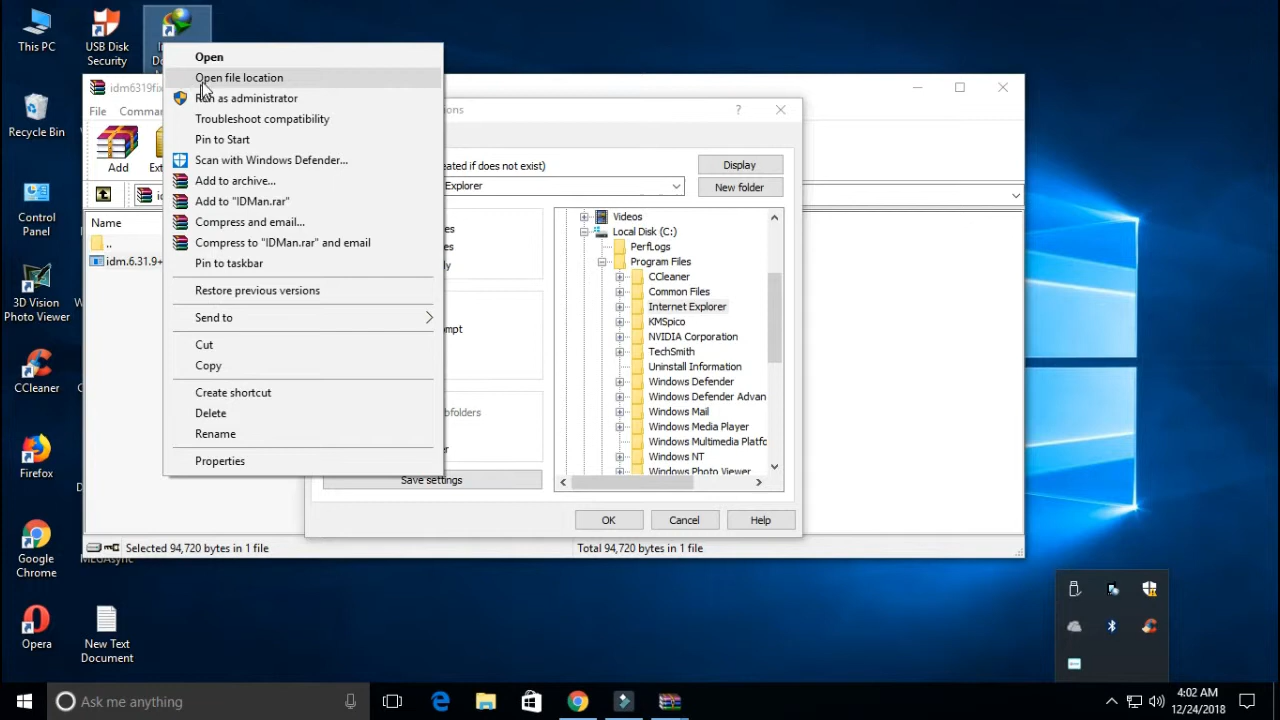 This PC
USB Disk
Security
Recycle Bin
Control
Panel
3D Vision
Photo Viewer
CCleaner
Firefox
Google
Chrome
Opera
New Text
Document
idm6319fix
File
Add
Name
..
idm.6.31.9+
Open
Open file location
Run as administrator
Troubleshoot compatibility
Pin to Start
Scan with Windows Defender...
Add to archive...
Add to "IDMan.rar"
Compress and email...
Compress to "IDMan.rar" and email
Pin to taskbar
Restore previous versions
Send to
Cut
Copy
Create shortcut
Delete
Rename
Properties
?
eated if does not exist)
Explorer
Display
New folder
Videos
Local Disk (C:)
PerfLogs
Program Files
CCleaner
Common Files
Internet Explorer
KMSpico
NVIDIA Corporation
TechSmith
Uninstall Information
Windows Defender
Windows Defender Advan
Windows Mail
Windows Media Player
Windows Multimedia Platfo
Windows NT
Windows Photo Viewer
Save settings
OK
Cancel
Help
Selected 94,720 bytes in 1 file
Total 94,720 bytes in 1 file
Ask me anything
4:02 AM
12/24/2018